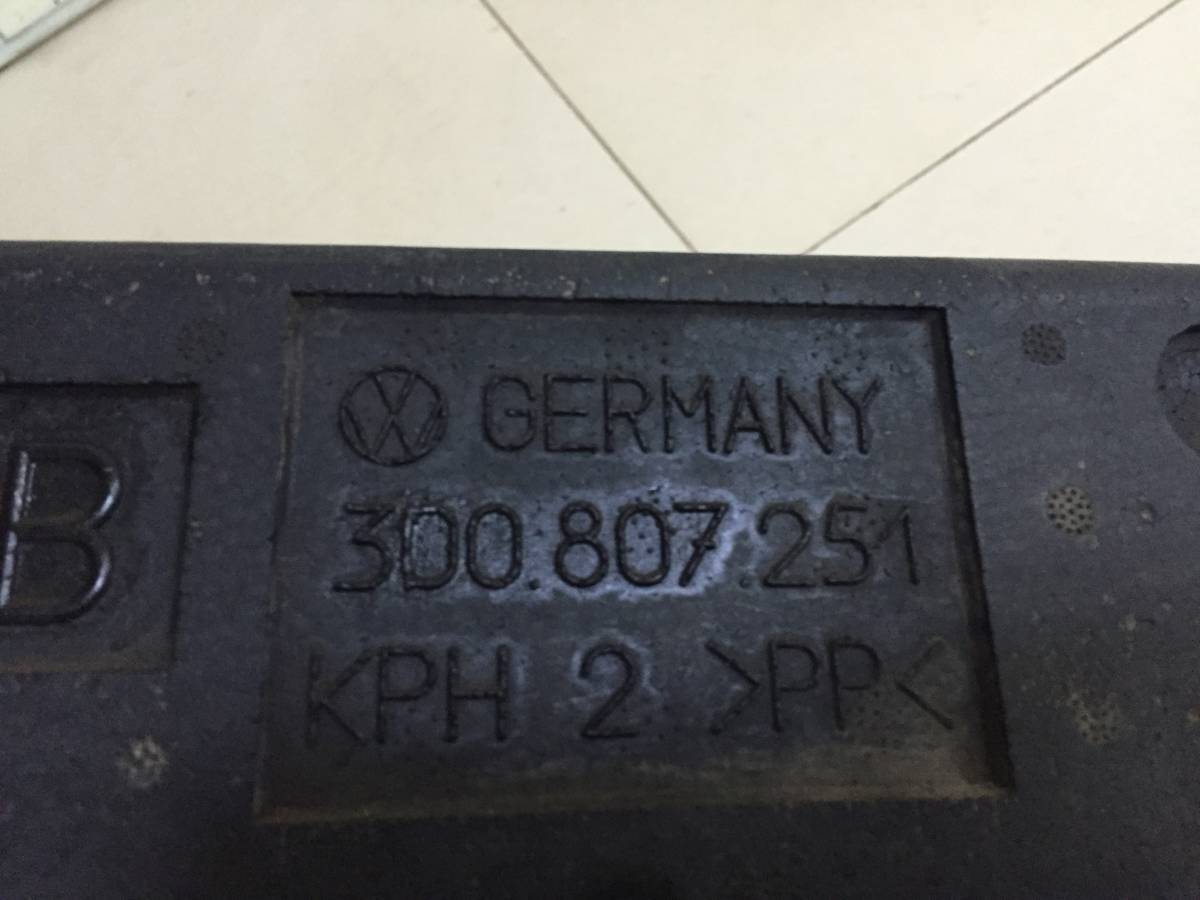 GERMANY
3D0.807.251
KPH 2 >PP<
B